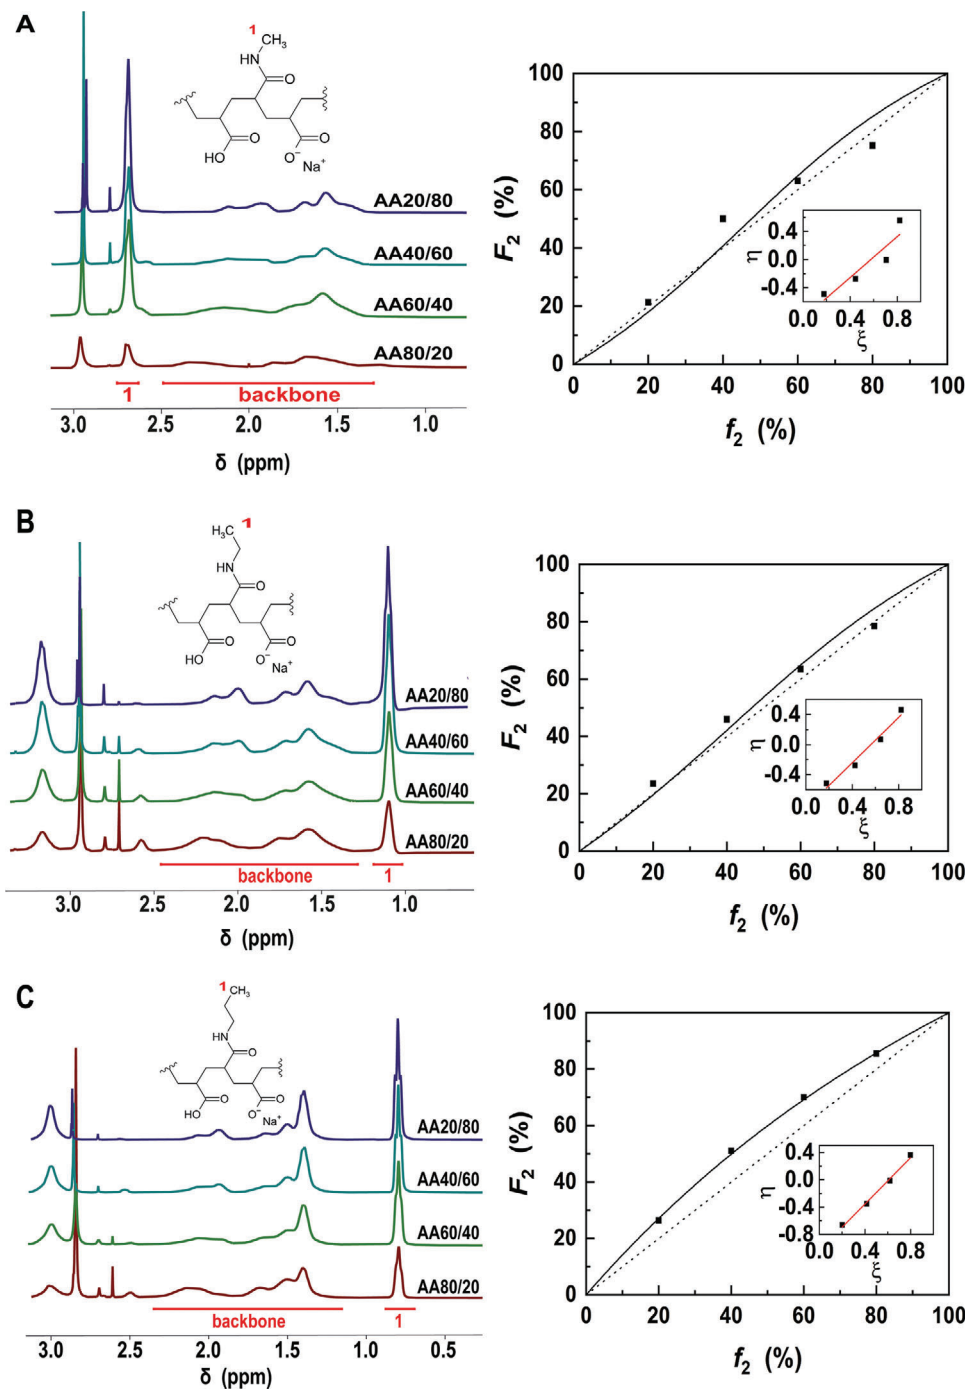 A
1
CH₃
HN
O
HO
O
O
O⁻
Na⁺
AA20/80
AA40/60
AA60/40
AA80/20
1
backbone
3.0 2.5 2.0 1.5 1.0
δ (ppm)
100
80
60
40
20
0
F₂ (%)
0 20 40 60 80 100
f₂ (%)
0.4
0.0
-0.4
η
0.0 0.4 0.8
ξ
B
1
H₃C
HN
O
HO
O
O
O⁻
Na⁺
AA20/80
AA40/60
AA60/40
AA80/20
backbone
1
3.0 2.5 2.0 1.5 1.0
δ (ppm)
100
80
60
40
20
0
F₂ (%)
0 20 40 60 80 100
f₂ (%)
0.4
0.0
-0.4
η
0.0 0.4 0.8
ξ
C
1
CH₃
HN
O
HO
O
O
O⁻
Na⁺
AA20/80
AA40/60
AA60/40
AA80/20
backbone
1
3.0 2.5 2.0 1.5 1.0 0.5
δ (ppm)
100
80
60
40
20
0
F₂ (%)
0 20 40 60 80 100
f₂ (%)
0.4
0.0
-0.4
-0.8
η
0.0 0.4 0.8
ξ